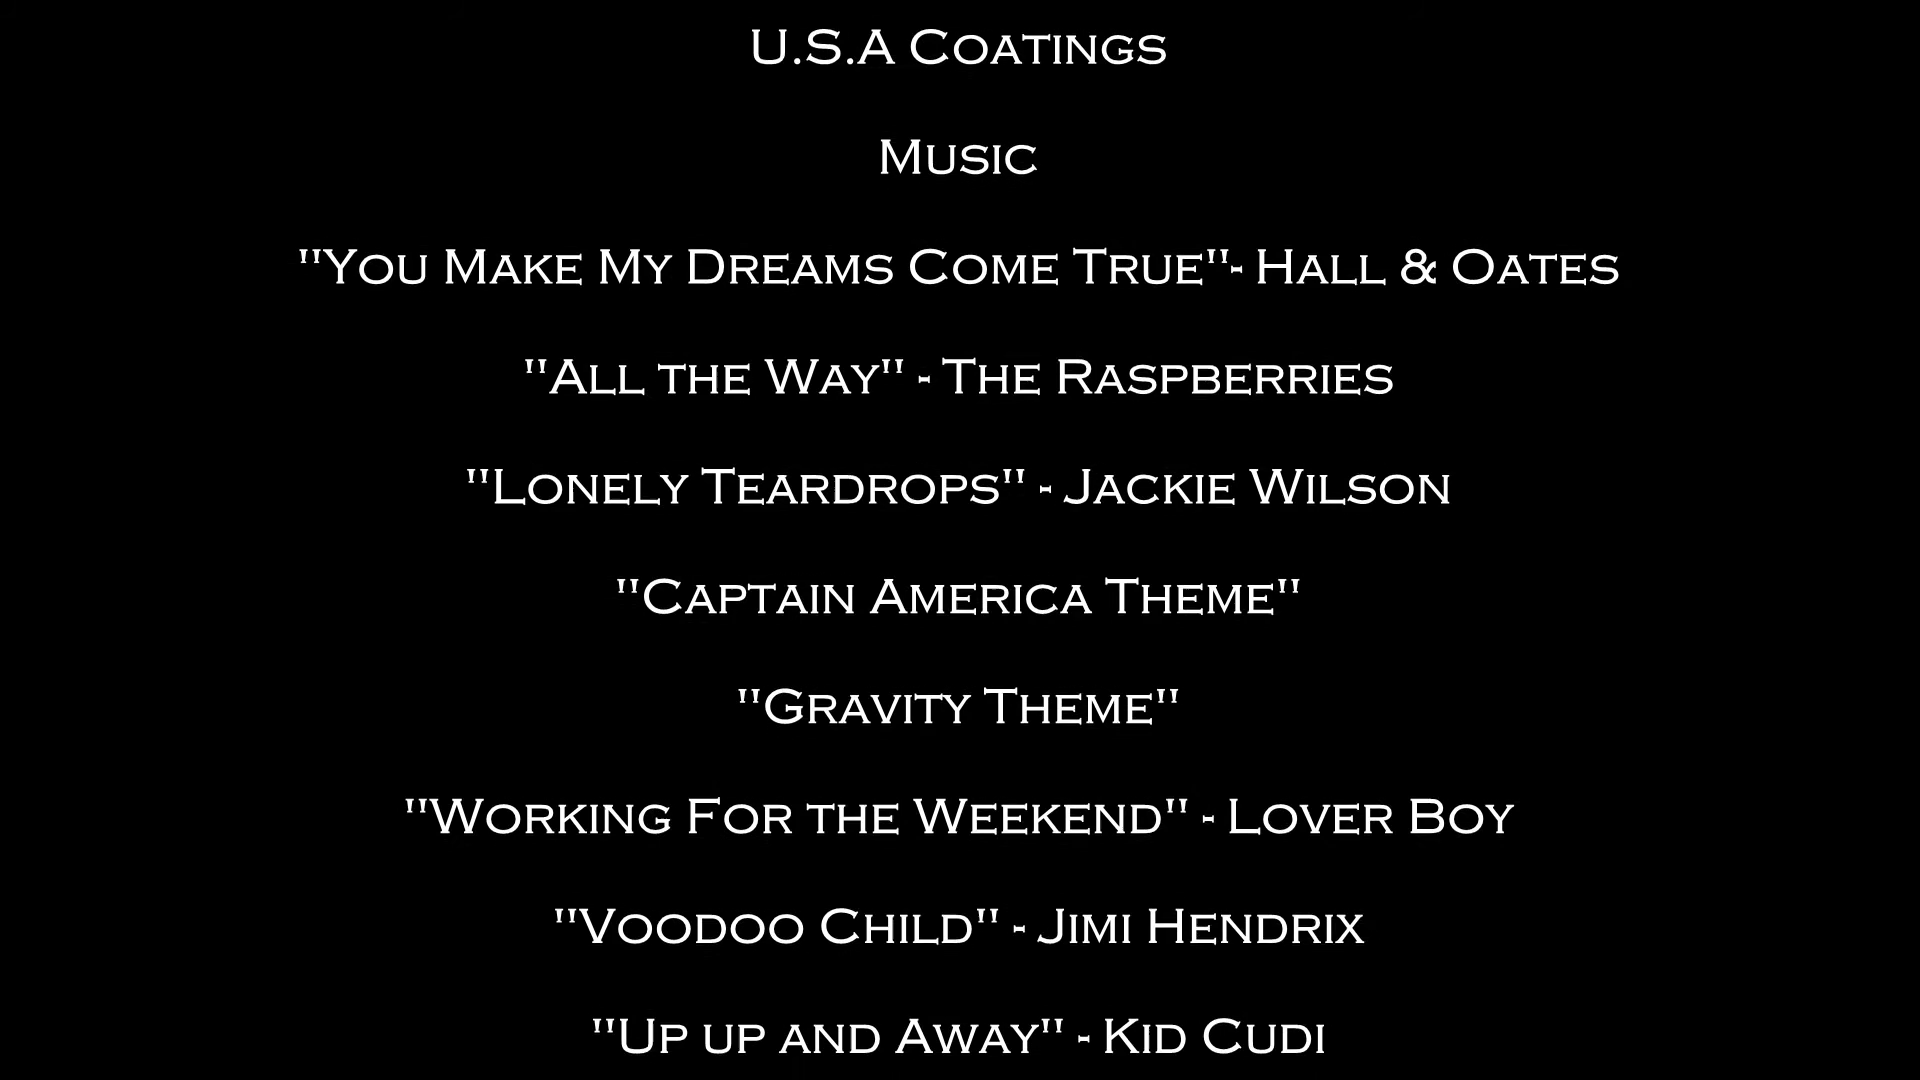 U.S.A Coatings
Music
"You Make My Dreams Come True"- Hall & Oates
"All the Way" - The Raspberries
"Lonely Teardrops" - Jackie Wilson
"Captain America Theme"
"Gravity Theme"
"Working For the Weekend" - Lover Boy
"Voodoo Child" - Jimi Hendrix
"Up up and Away" - Kid Cudi